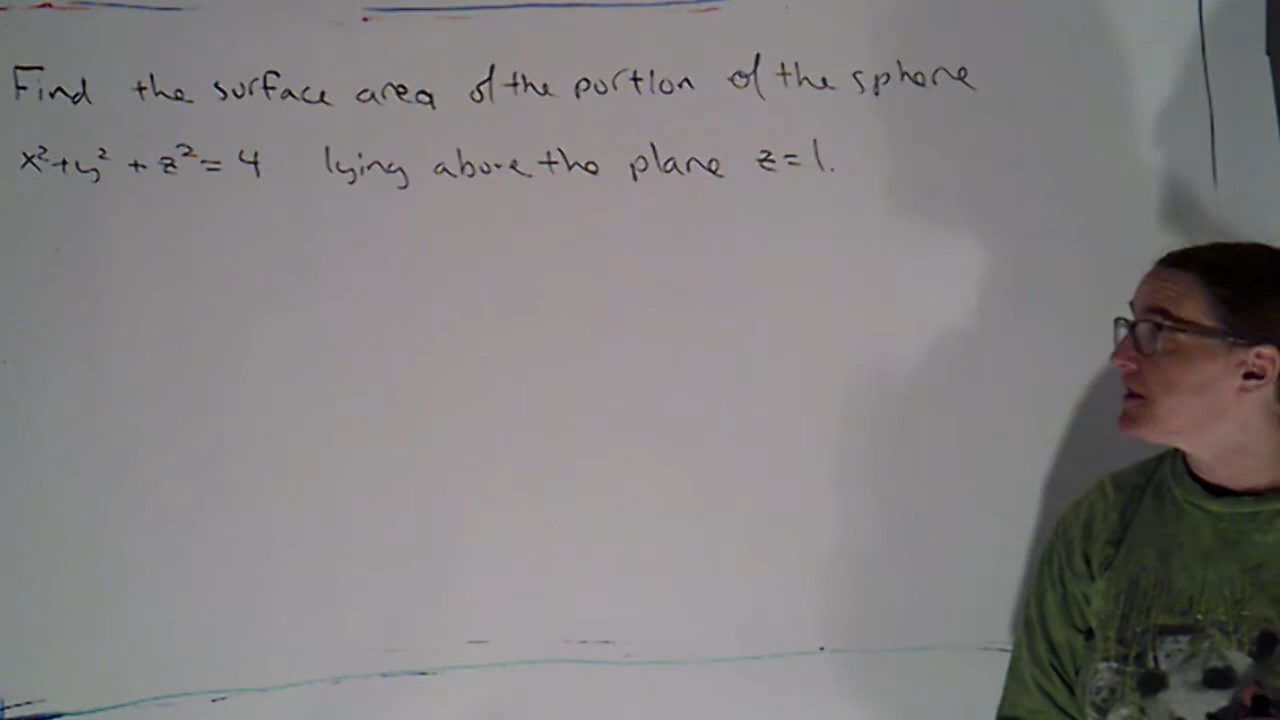 Find the surface area of the portion of the sphere
x²+y²+z²=4 lying above the plane z=1.